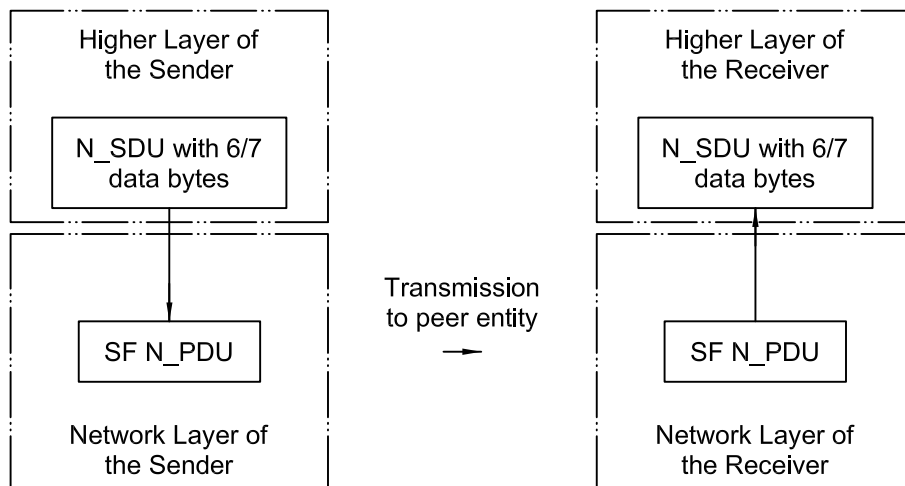 Higher Layer of
the Sender
N_SDU with 6/7
data bytes
SF N_PDU
Network Layer of
the Sender
Transmission
to peer entity
Higher Layer of
the Receiver
N_SDU with 6/7
data bytes
SF N_PDU
Network Layer of
the Receiver